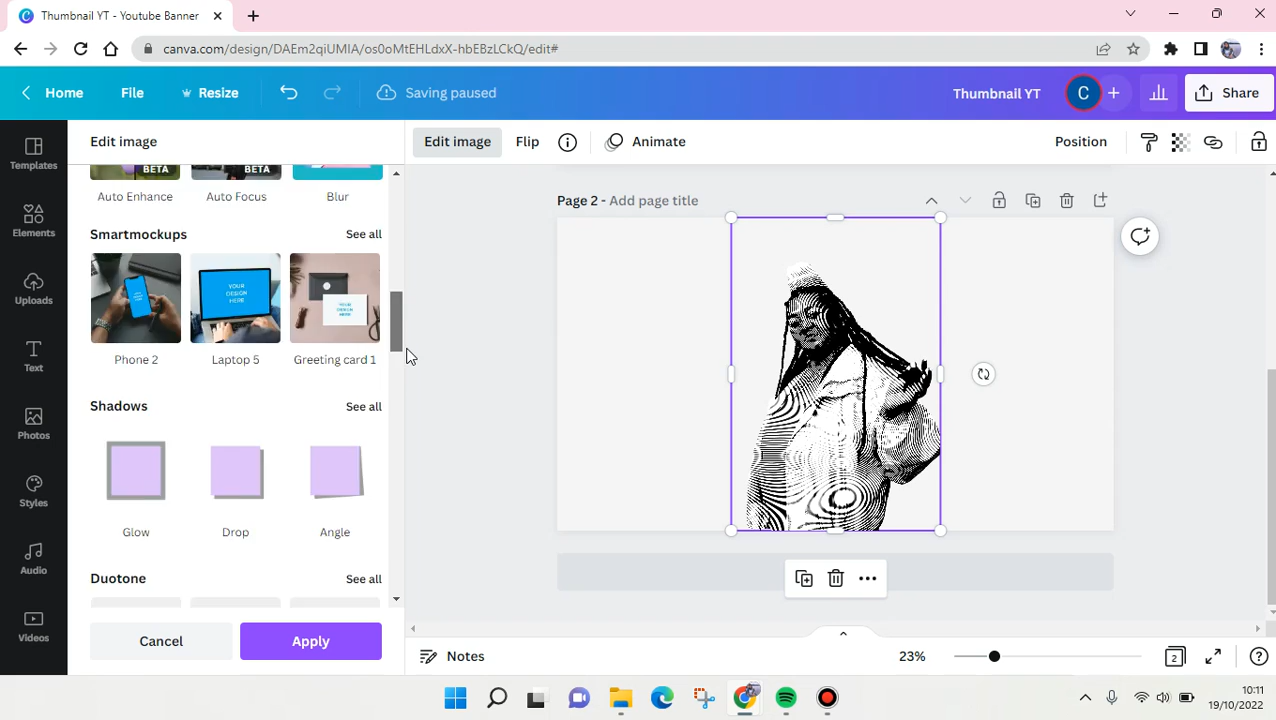 Thumbnail YT - Youtube Banner
canva.com/design/DAEm2qiUMIA/os0oMtEHLdxX-hbEBzLCkQ/edit#
Home
File
Resize
Saving paused
Thumbnail YT
C
Share
Templates
Elements
Uploads
Text
Photos
Styles
Audio
Videos
Edit image
BETA
BETA
Auto Enhance
Auto Focus
Blur
Smartmockups
See all
YOUR DESIGN HERE
YOUR DESIGN HERE
Phone 2
Laptop 5
Greeting card 1
Shadows
See all
Glow
Drop
Angle
Duotone
See all
Cancel
Apply
Edit image
Flip
Animate
Position
Page 2 - Add page title
Notes
23%
2
10:11
19/10/2022